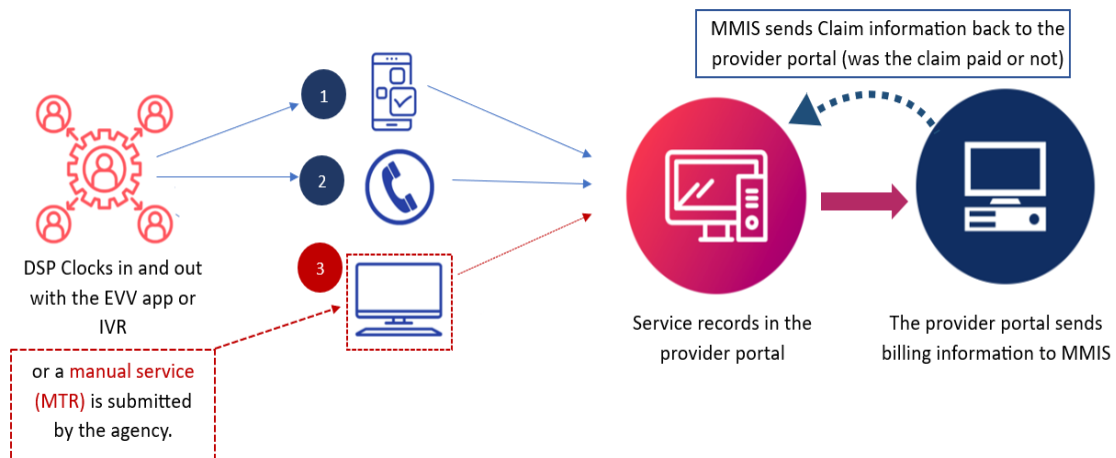 MMIS sends Claim information back to the
provider portal (was the claim paid or not)
1
2
3
DSP Clocks in and out
with the EVV app or
IVR
or a manual service
(MTR) is submitted
by the agency.
Service records in the
provider portal
The provider portal sends
billing information to MMIS